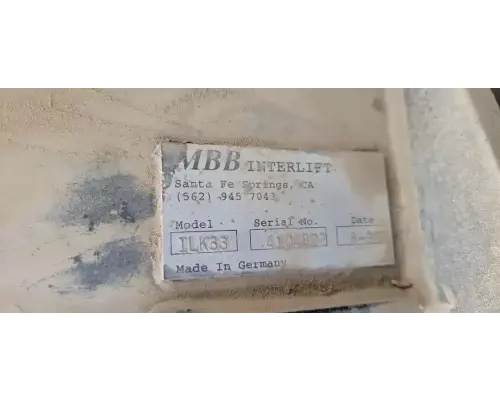 MBB INTERLIFT
Santa Fe Springs, CA
(562) 945 7043
Model Serial No. Date
ILK33
Made In Germany